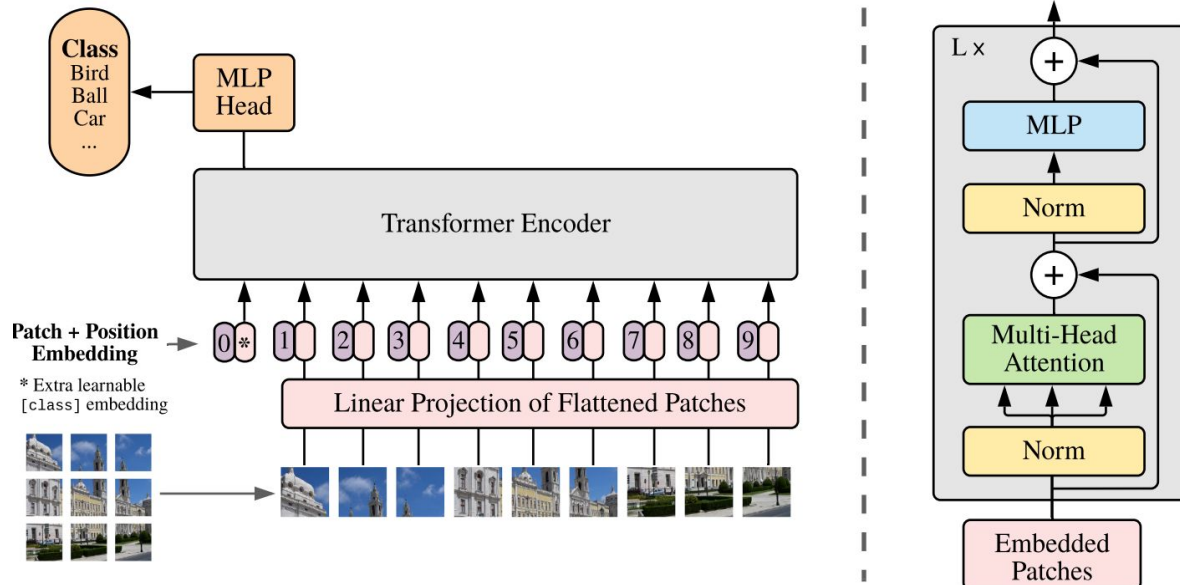 Class
Bird
Ball
Car
...
MLP
Head
Transformer Encoder
Patch + Position
Embedding
* Extra learnable
[class] embedding
0 * 1 2 3 4 5 6 7 8 9
Linear Projection of Flattened Patches
L x
+
MLP
Norm
+
Multi-Head
Attention
Norm
Embedded
Patches